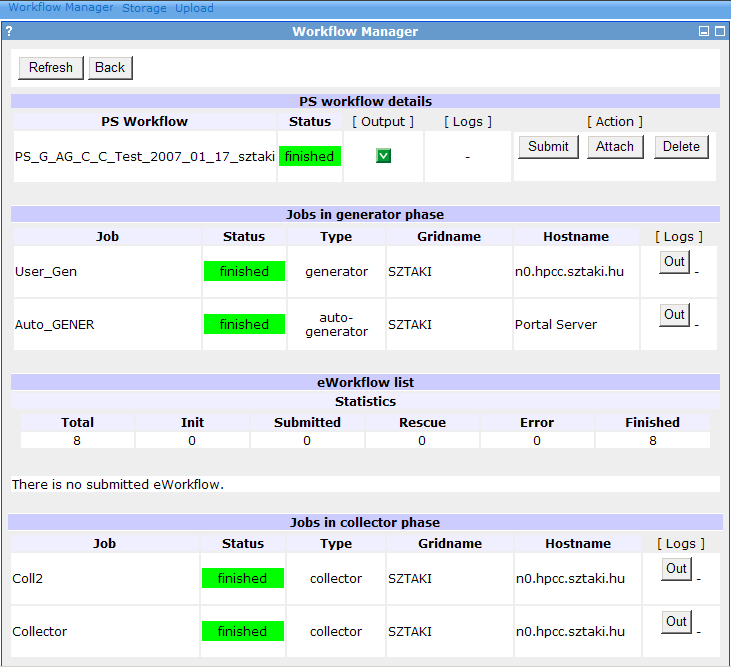 Workflow Manager Storage Upload
? Workflow Manager
Refresh Back
PS workflow details
PS Workflow Status [ Output ] [ Logs ] [ Action ]
PS_G_AG_C_C_Test_2007_01_17_sztaki finished - Submit Attach Delete
Jobs in generator phase
Job Status Type Gridname Hostname [ Logs ]
User_Gen finished generator SZTAKI n0.hpcc.sztaki.hu Out -
Auto_GENER finished auto-
generator SZTAKI Portal Server Out -
eWorkflow list
Statistics
Total Init Submitted Rescue Error Finished
8 0 0 0 0 8
There is no submitted eWorkflow.
Jobs in collector phase
Job Status Type Gridname Hostname [ Logs ]
Coll2 finished collector SZTAKI n0.hpcc.sztaki.hu Out -
Collector finished collector SZTAKI n0.hpcc.sztaki.hu Out -